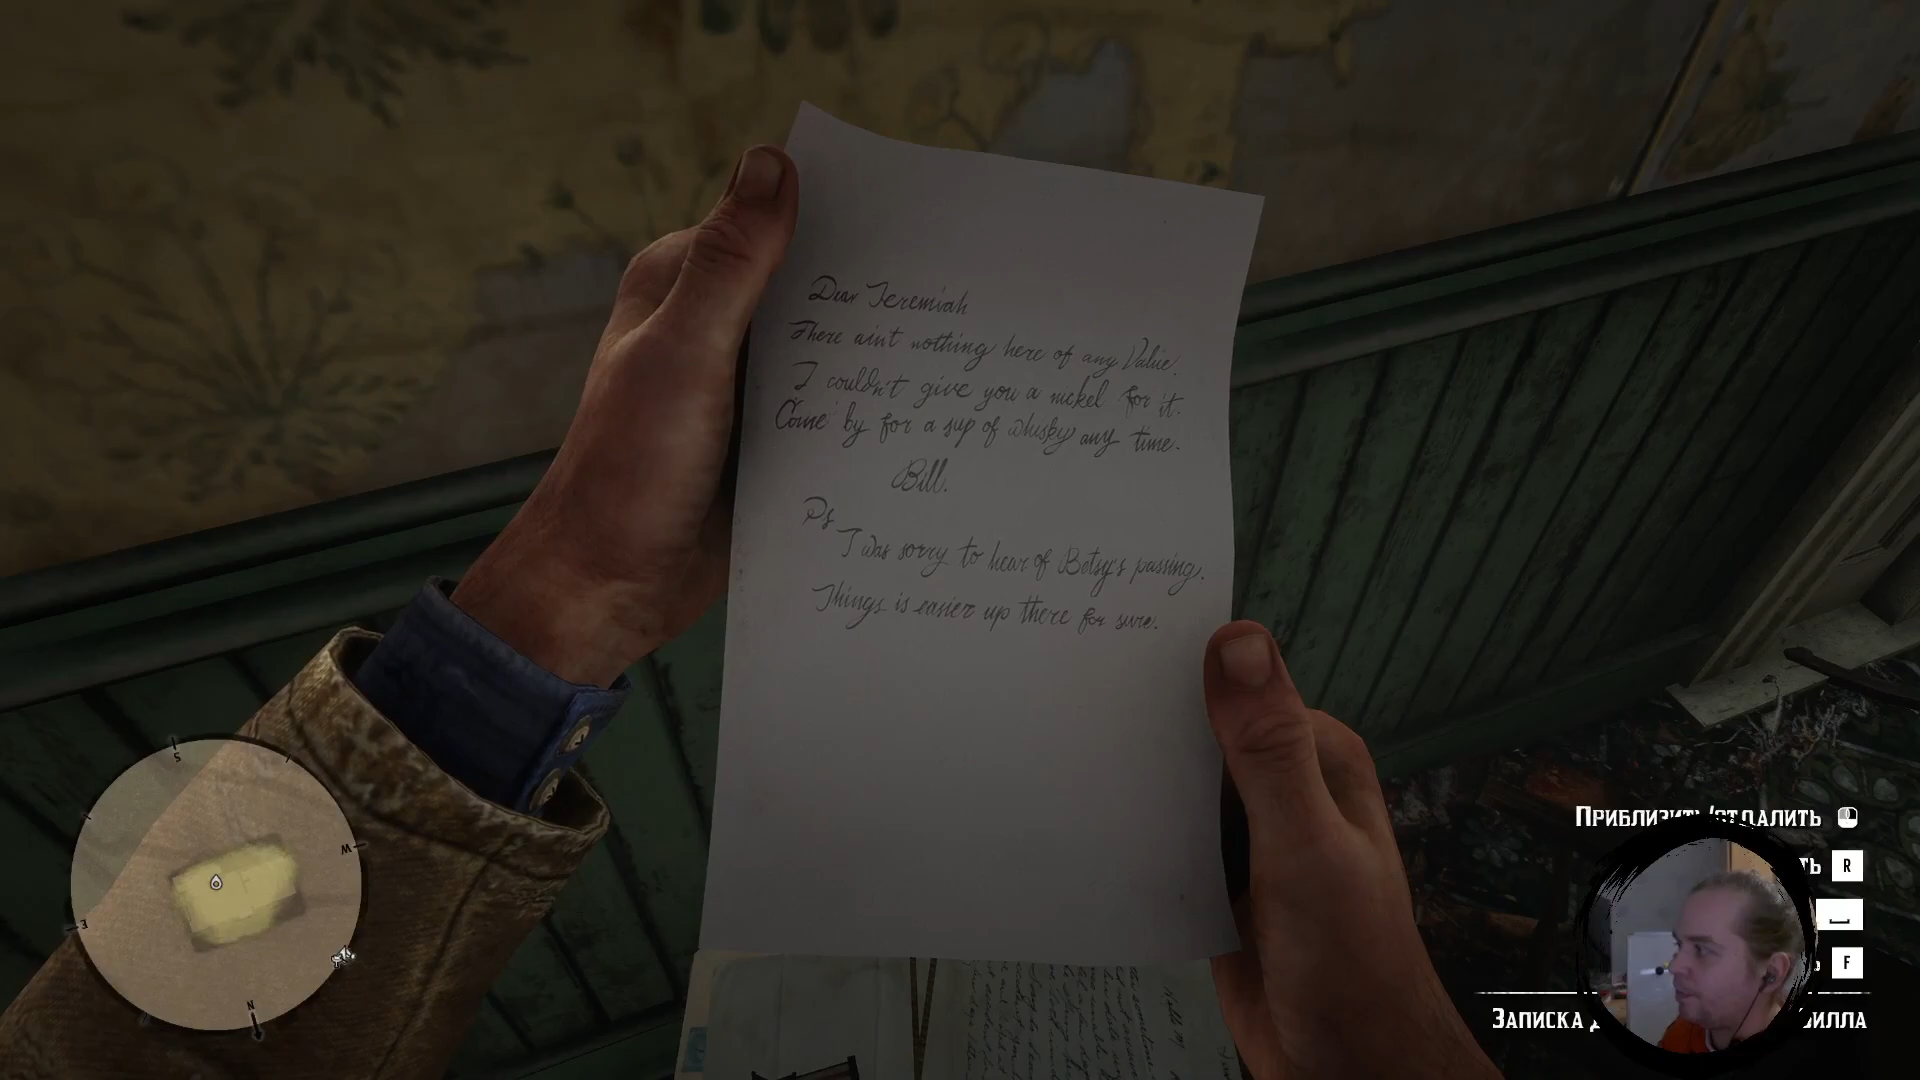 Dear Jeremiah
There aint nothing here of any Value.
I couldn't give you a nickel for it.
Come by for a sup of whisky any time.
Bill.
Ps
I was sorry to hear of Betsy's passing.
Things is easier up there for sure.
S
W
E
N
Приблизить/отдалить
R
F
Записка